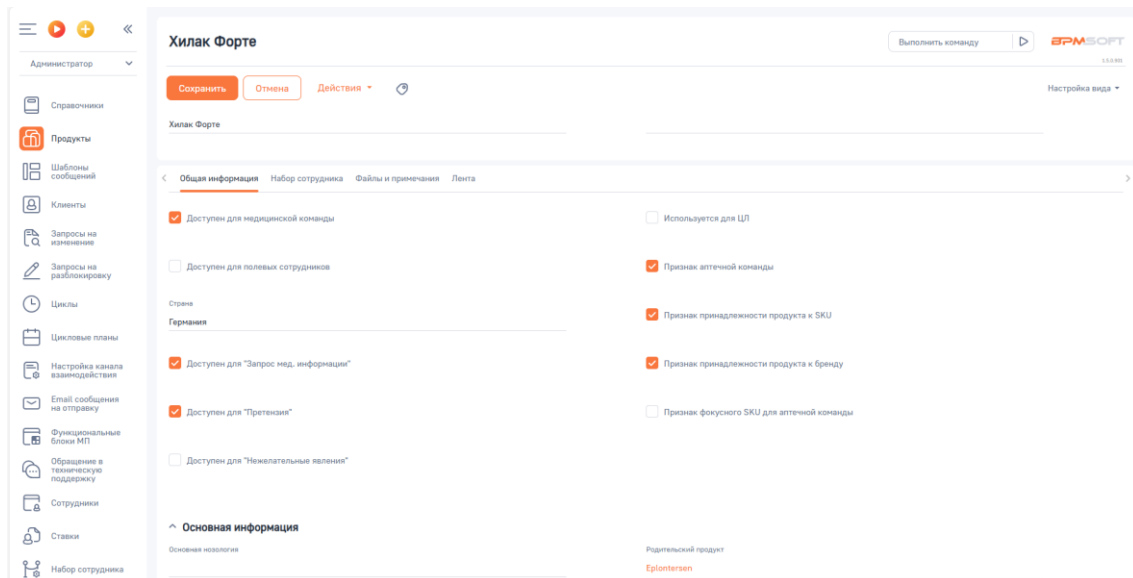 Хилак Форте
Выполнить команду
BPMSOFT
Администратор
Сохранить
Отмена
Действия
Настройка вида
Хилак Форте
Справочники
Продукты
Шаблоны
сообщений
Клиенты
Запросы на
изменение
Запросы на
разблокировку
Циклы
Цикловые планы
Настройка канала
взаимодействия
Email сообщения
на отправку
Функциональные
блоки МП
Обращение в
техническую
поддержку
Сотрудники
Ставки
Набор сотрудника
Общая информация
Набор сотрудника
Файлы и примечания
Лента
Доступен для медицинской команды
Используется для ЦЛ
Доступен для полевых сотрудников
Признак аптечной команды
Страна
Германия
Признак принадлежности продукта к SKU
Доступен для "Запрос мед. информации"
Признак принадлежности продукта к бренду
Доступен для "Претензия"
Признак фокусного SKU для аптечной команды
Доступен для "Нежелательные явления"
Основная информация
Основная нозология
Родительский продукт
Eplontersen